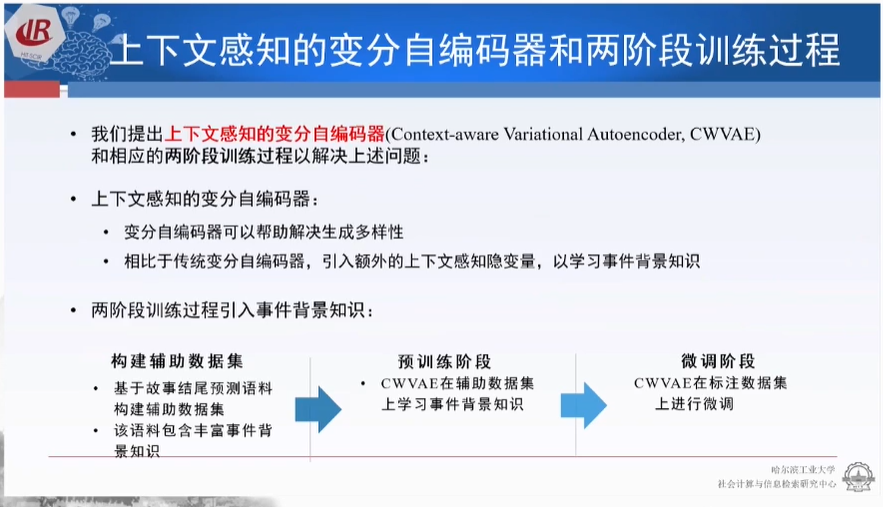 上下文感知的变分自编码器和两阶段训练过程
• 我们提出上下文感知的变分自编码器(Context-aware Variational Autoencoder, CWVAE)
和相应的两阶段训练过程以解决上述问题：
• 上下文感知的变分自编码器：
• 变分自编码器可以帮助解决生成多样性
• 相比于传统变分自编码器，引入额外的上下文感知隐变量，以学习事件背景知识
• 两阶段训练过程引入事件背景知识：
构建辅助数据集
• 基于故事结尾预测语料
构建辅助数据集
• 该语料包含丰富事件背
景知识
预训练阶段
• CWVAE在辅助数据集
上学习事件背景知识
微调阶段
CWVAE在标注数据集
上进行微调
哈尔滨工业大学
社会计算与信息检索研究中心